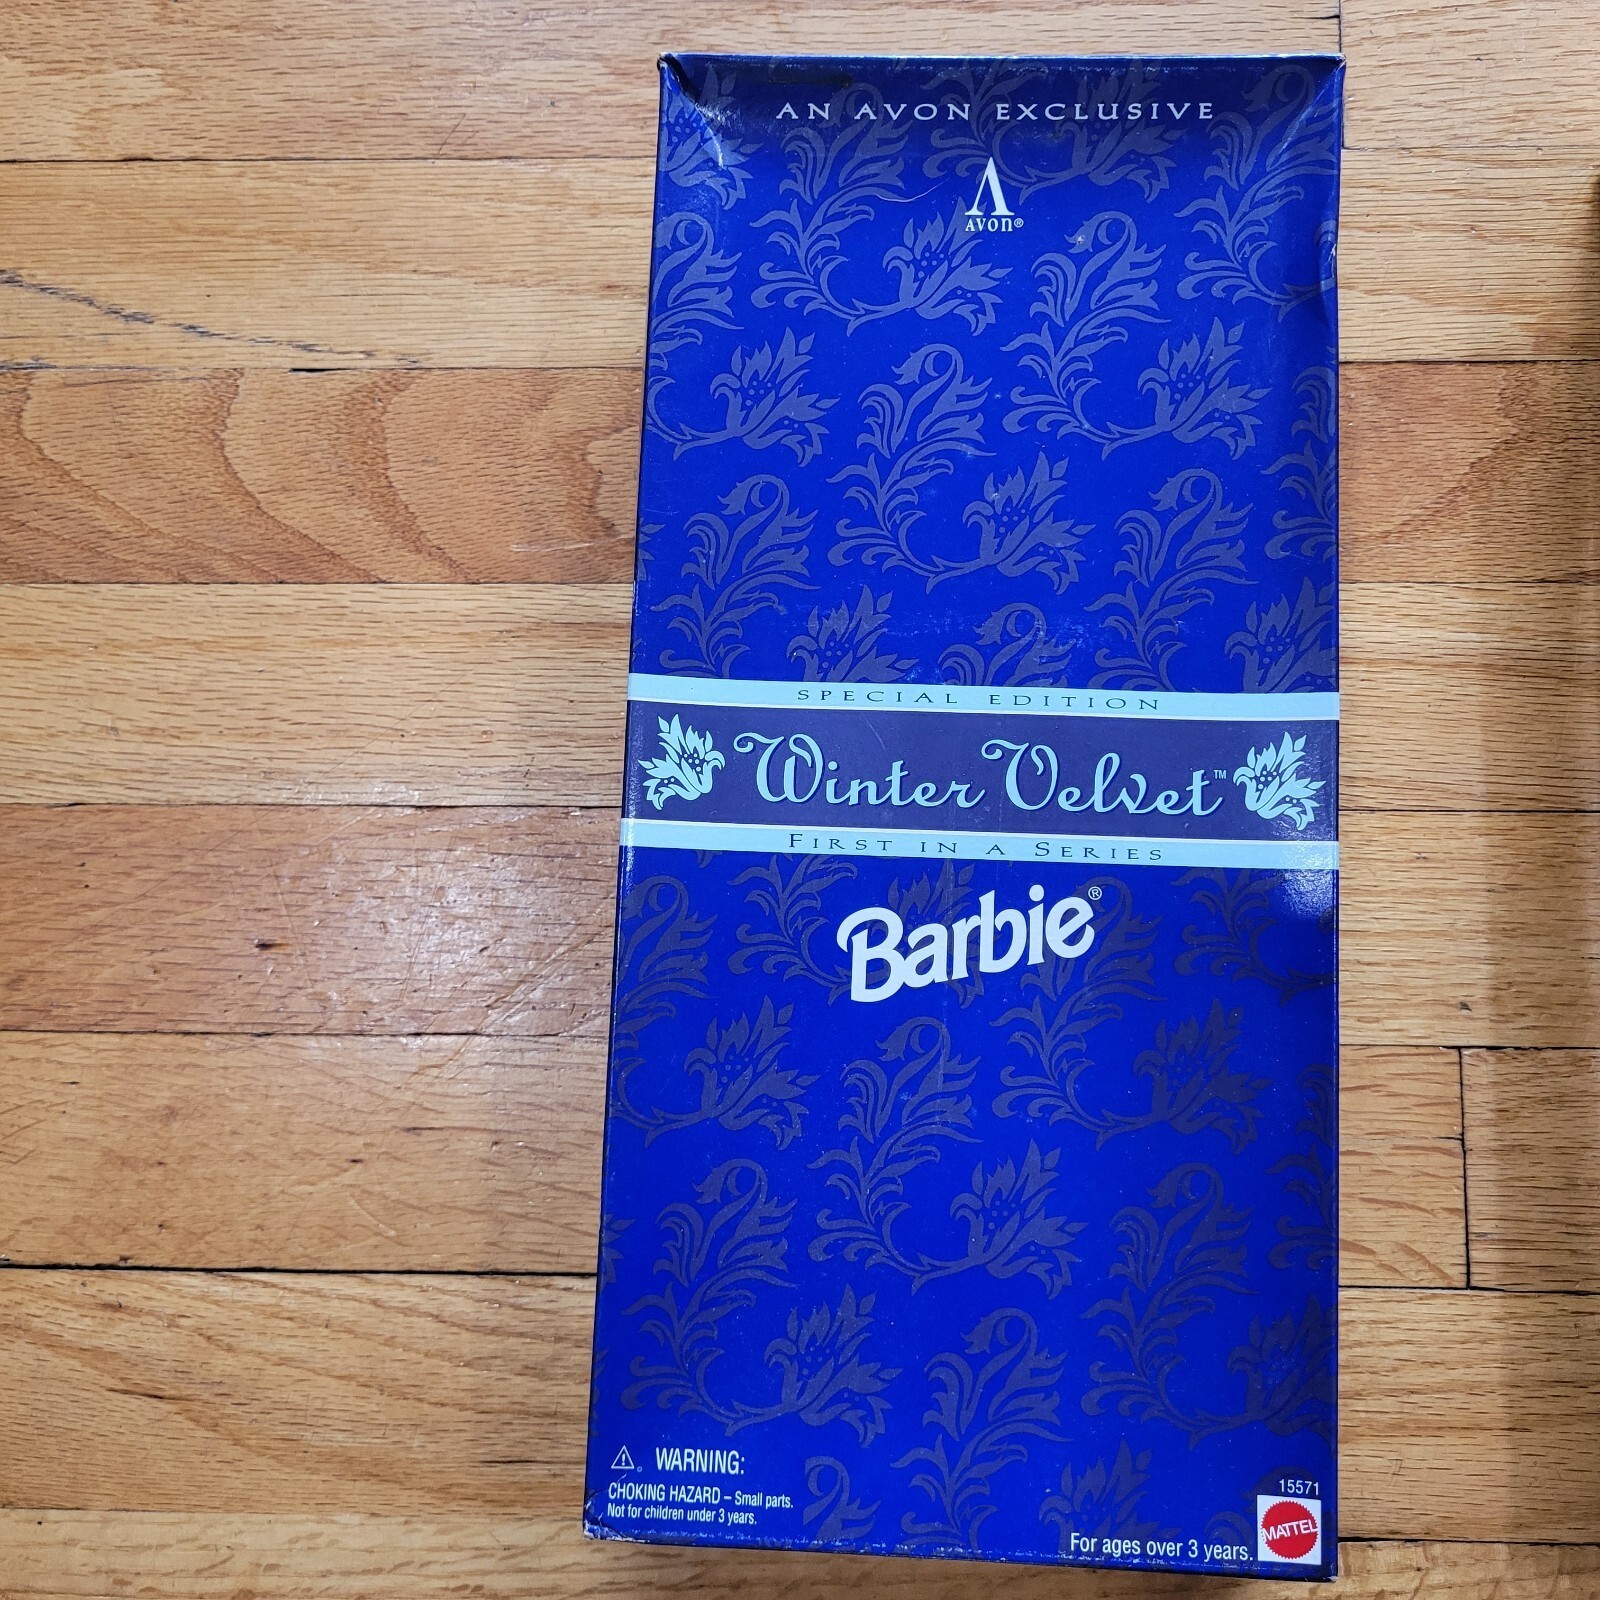 AN AVON EXCLUSIVE
A
AVON®
SPECIAL EDITION
Winter Velvet™
FIRST IN A SERIES
Barbie®
⚠ WARNING:
CHOKING HAZARD – Small parts.
Not for children under 3 years.
15571
MATTEL
For ages over 3 years.